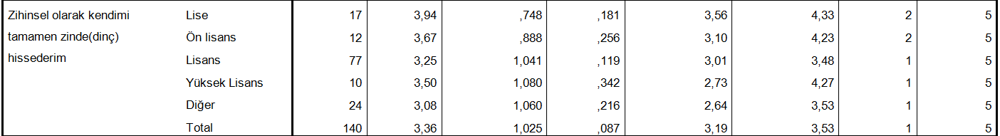 Zihinsel olarak kendimi Lise 17 3,94 ,748 ,181 3,56 4,33 2 5
tamamen zinde(dinç) Ön lisans 12 3,67 ,888 ,256 3,10 4,23 2 5
hissederim Lisans 77 3,25 1,041 ,119 3,01 3,48 1 5
Yüksek Lisans 10 3,50 1,080 ,342 2,73 4,27 1 5
Diğer 24 3,08 1,060 ,216 2,64 3,53 1 5
Total 140 3,36 1,025 ,087 3,19 3,53 1 5